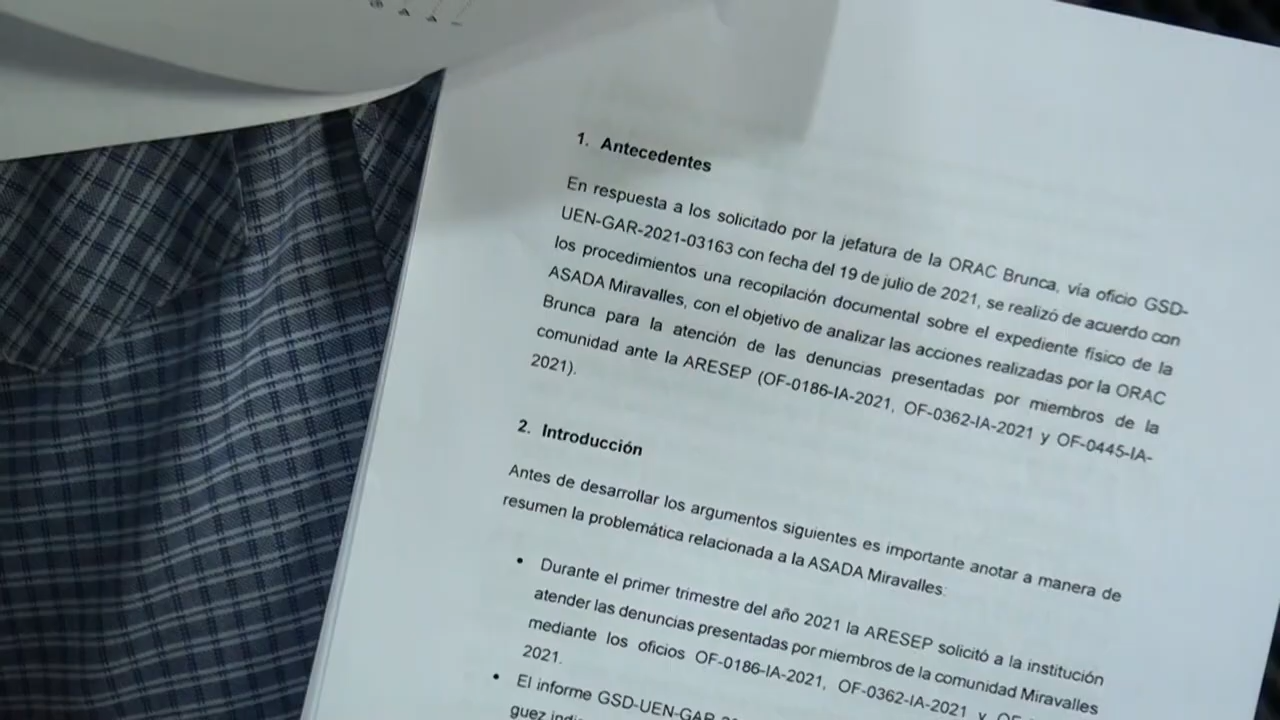 1. Antecedentes
En respuesta a los solicitado por la jefatura de la ORAC Brunca, vía oficio GSD-
UEN-GAR-2021-03163 con fecha del 19 de julio de 2021, se realizó de acuerdo con
los procedimientos una recopilación documental sobre el expediente físico de la
ASADA Miravalles, con el objetivo de analizar las acciones realizadas por la ORAC
Brunca para la atención de las denuncias presentadas por miembros de la
comunidad ante la ARESEP (OF-0186-IA-2021, OF-0362-IA-2021 y OF-0445-IA-
2021).
2. Introducción
Antes de desarrollar los argumentos siguientes es importante anotar a manera de
resumen la problemática relacionada a la ASADA Miravalles:
• Durante el primer trimestre del año 2021 la ARESEP solicitó a la institución
atender las denuncias presentadas por miembros de la comunidad Miravalles
mediante los oficios OF-0186-IA-2021, OF-0362-IA-2021 y
2021.
• El informe GSD-UEN-GAR
guez